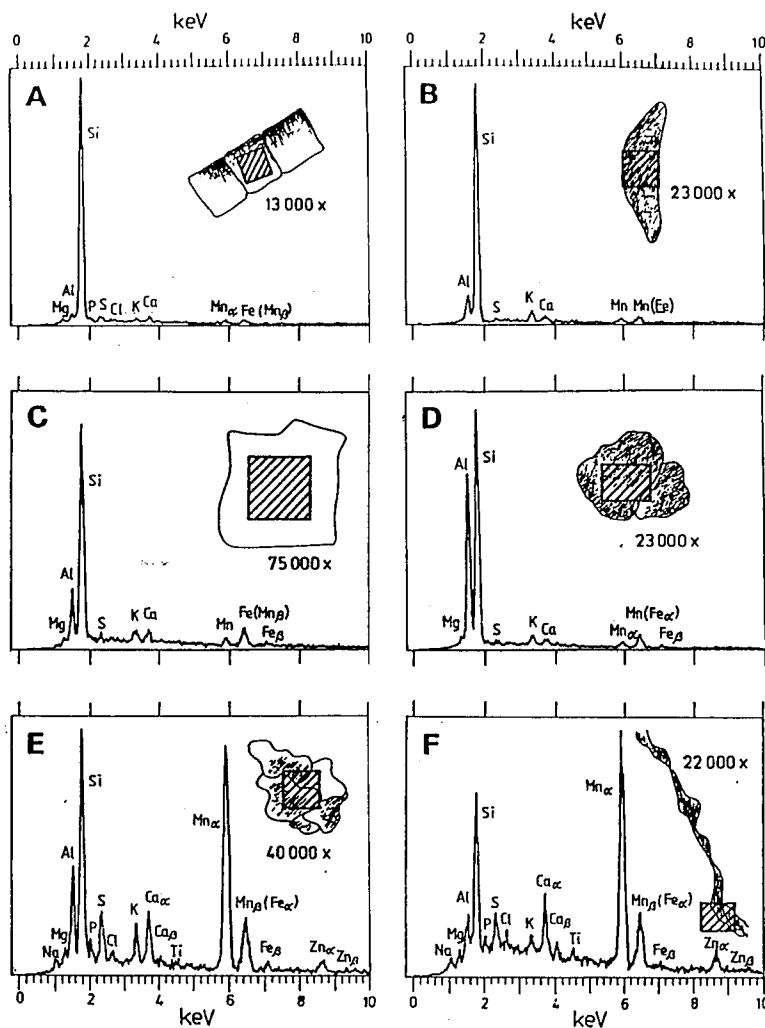 keV keV
0 2 4 6 8 10 0 2 4 6 8 10
A
Si
13 000 x
Al
Mg P S Cl K Ca Mnα Fe (Mnβ)
B
Si
23 000 x
Al
S K Ca Mn Mn(Fe)
C
Si
75 000 x
Al
Mg S K Ca Mn Fe(Mnβ) Feβ
D
Al Si
23 000 x
Mg S K Ca Mnα Mn(Feα) Feβ
E
Si
40 000 x
Mnα
Al
Na Mg P S Cl K Caα Caβ Ti Mnβ(Feα) Feβ Znα Znβ
F
22 000 x
Mnα
Si
Al
Na Mg P S Cl K Caα Caβ Ti Mnβ(Feα) Feβ Znα Znβ
0 2 4 6 8 10 0 2 4 6 8 10
keV keV